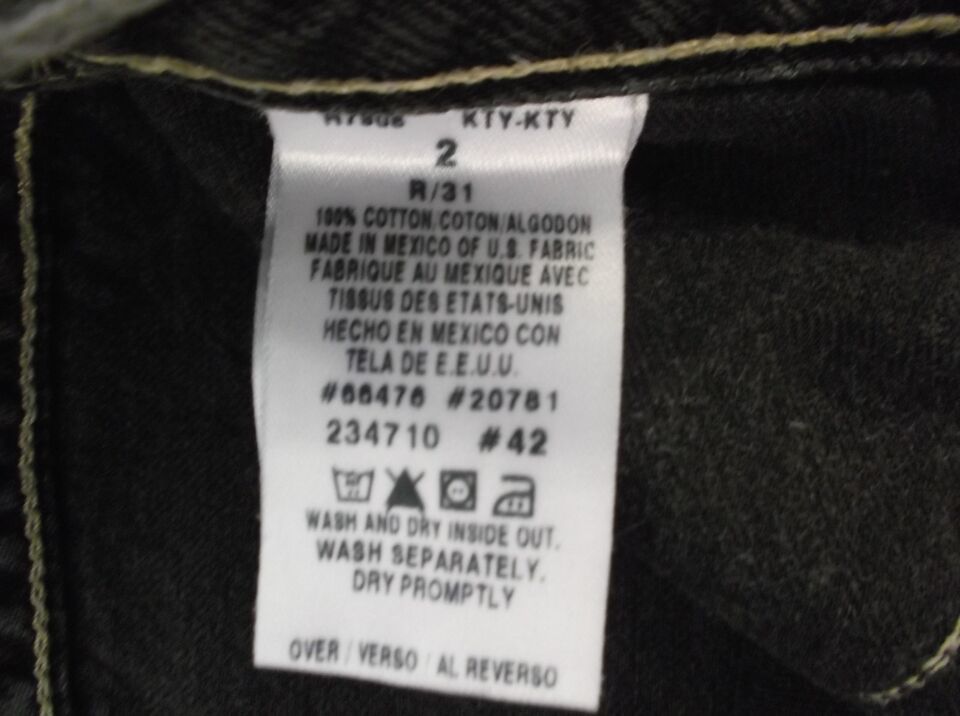 KTY-KTY
2
R/31
100% COTTON/COTON/ALGODON
MADE IN MEXICO OF U.S. FABRIC
FABRIQUE AU MEXIQUE AVEC
TISSUS DES ETATS-UNIS
HECHO EN MEXICO CON
TELA DE E.E.U.U.
#66476 #20781
234710 #42
WASH AND DRY INSIDE OUT.
WASH SEPARATELY.
DRY PROMPTLY
OVER / VERSO / AL REVERSO